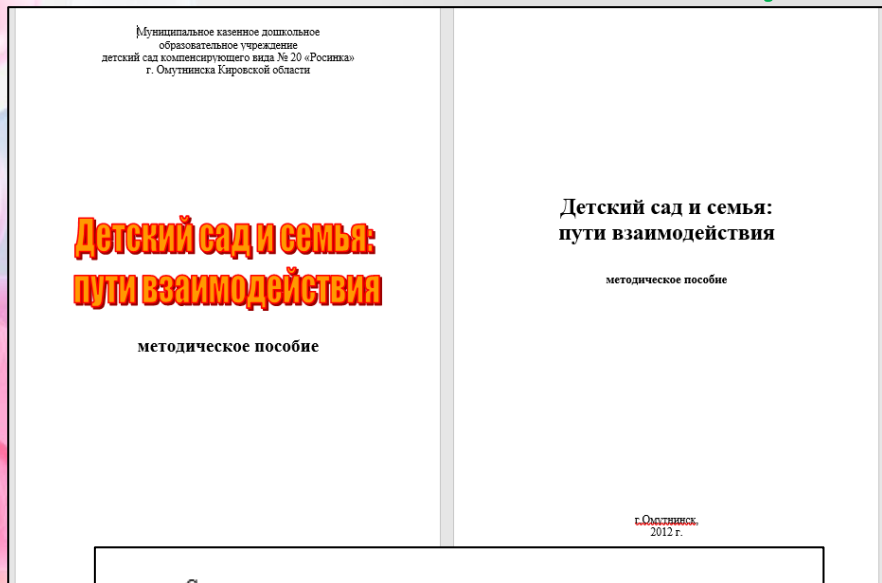 Муниципальное казенное дошкольное
образовательное учреждение
детский сад компенсирующего вида № 20 «Росинка»
г. Омутнинска Кировской области
Детский сад и семья:
пути взаимодействия
методическое пособие
Детский сад и семья:
пути взаимодействия
методическое пособие
г.Омутнинск,
2012 г.